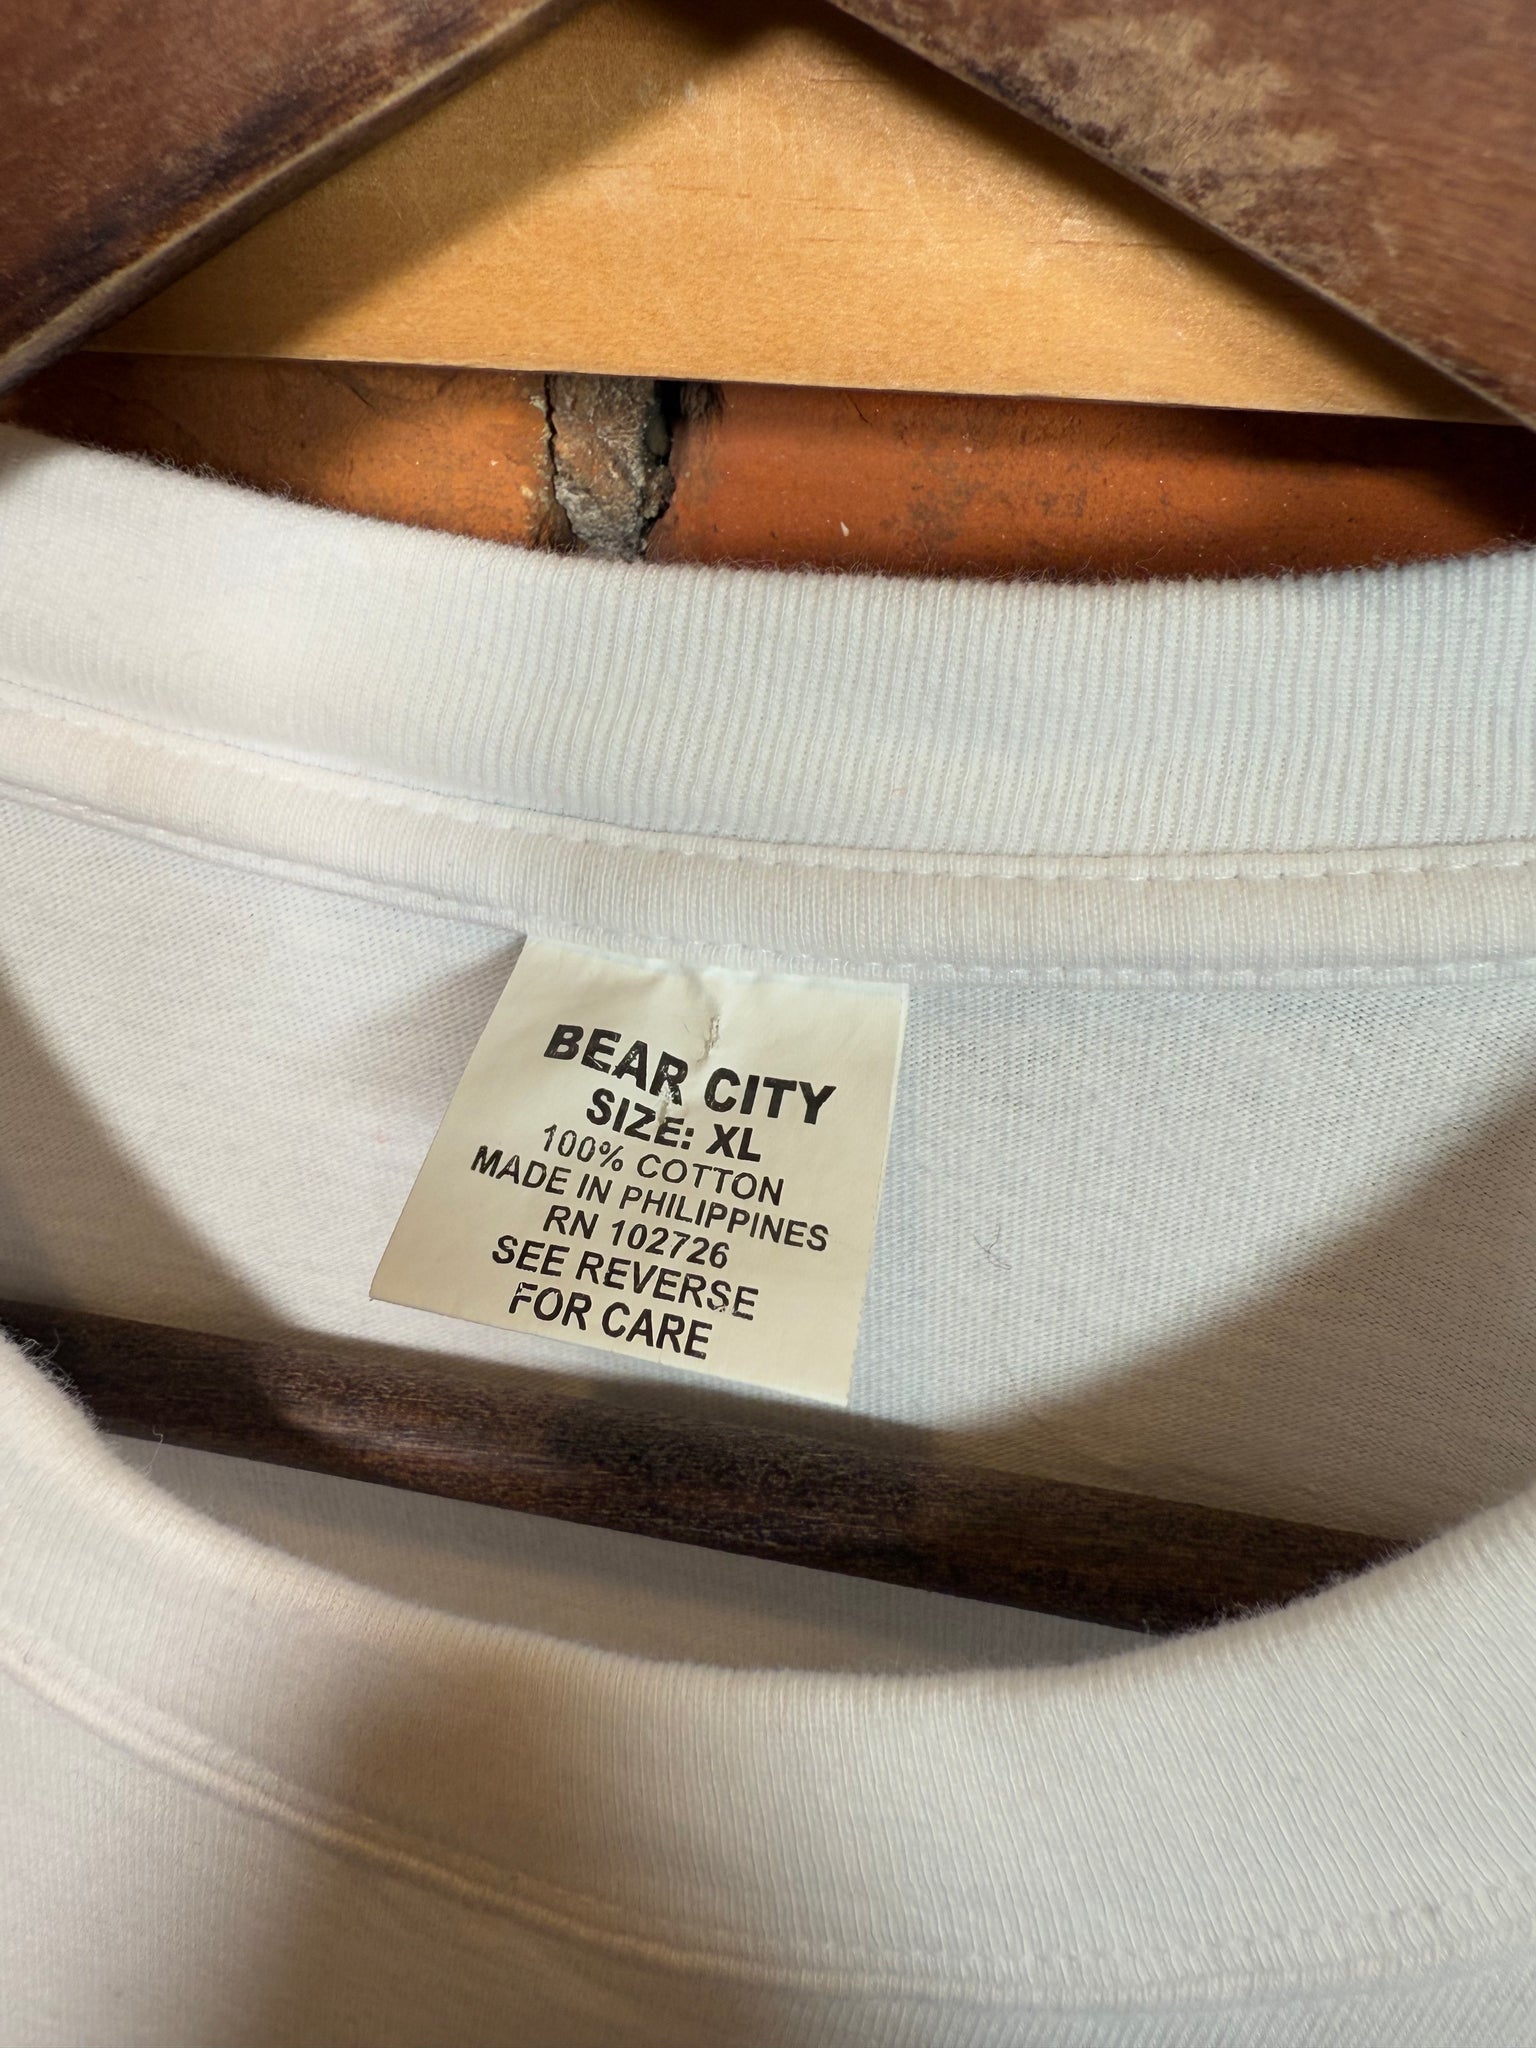 BEAR CITY
SIZE: XL
100% COTTON
MADE IN PHILIPPINES
RN 102726
SEE REVERSE
FOR CARE